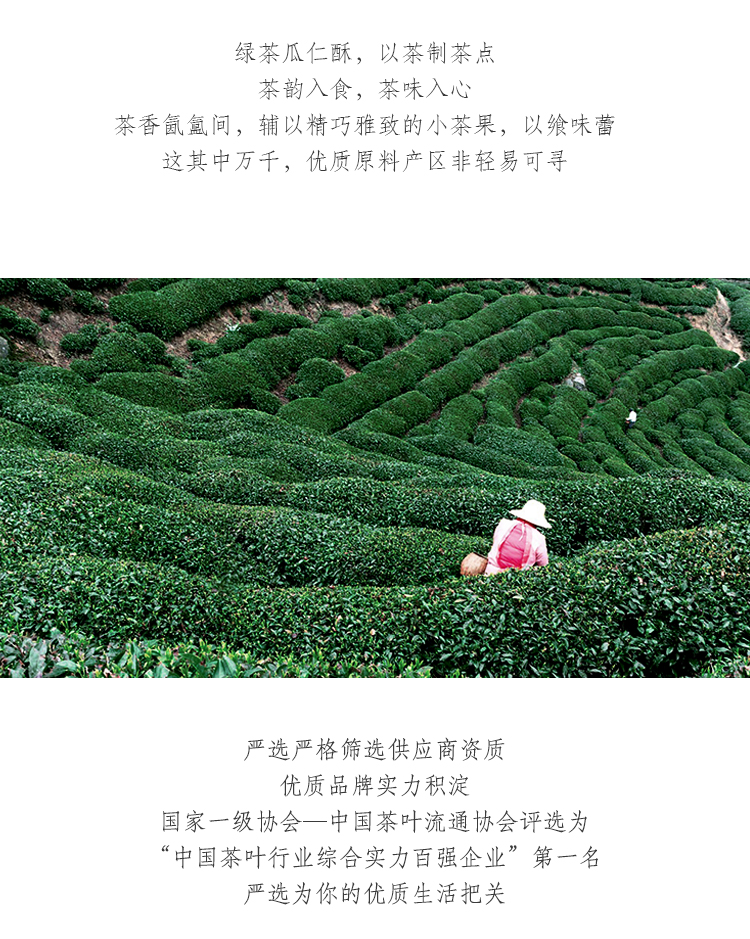 绿茶瓜仁酥，以茶制茶点
茶韵入食，茶味入心
茶香氤氲间，辅以精巧雅致的小茶果，以飨味蕾
这其中万千，优质原料产区非轻易可寻
严选严格筛选供应商资质
优质品牌实力积淀
国家一级协会—中国茶叶流通协会评选为
“中国茶叶行业综合实力百强企业”第一名
严选为你的优质生活把关